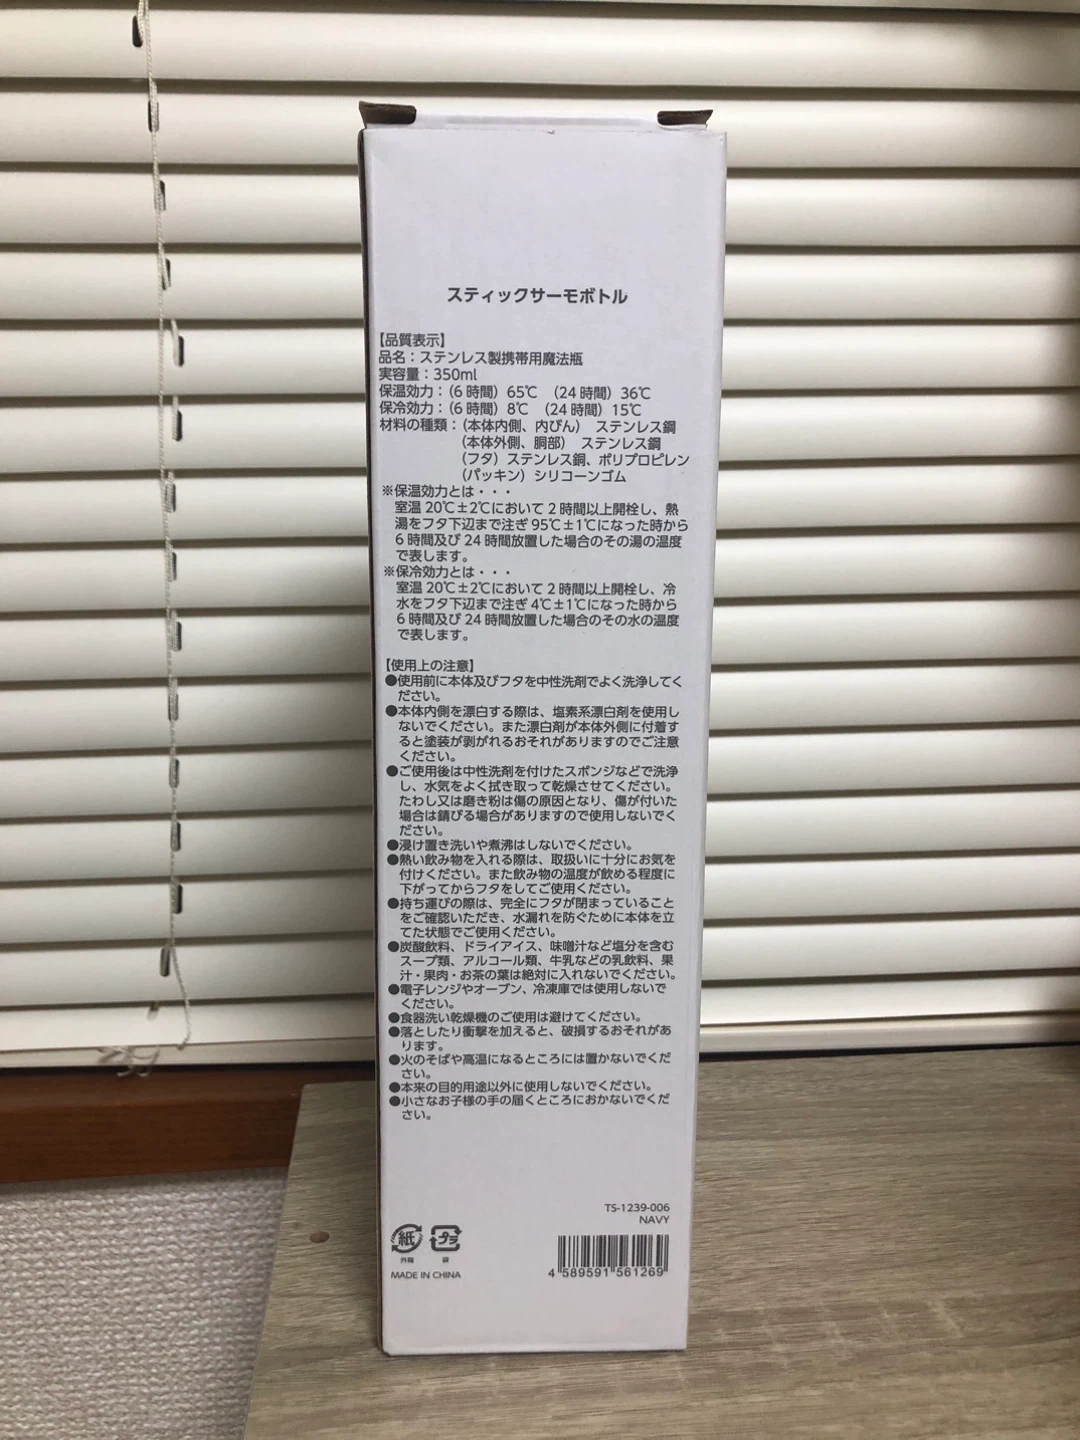 スティックサーモボトル
【品質表示】
品名：ステンレス製携帯用魔法瓶
実容量：350ml
保温効力：（6 時間）65℃ （24 時間）36℃
保冷効力：（6 時間）8℃ （24 時間）15℃
材料の種類：（本体内側、内びん） ステンレス鋼
（本体外側、胴部） ステンレス鋼
（フタ）ステンレス鋼、ポリプロピレン
（パッキン）シリコーンゴム
※保温効力とは・・・
室温 20℃±2℃において 2 時間以上開栓し、熱
湯をフタ下辺まで注ぎ 95℃±1℃になった時から
6 時間及び 24 時間放置した場合のその湯の温度
で表します。
※保冷効力とは・・・
室温 20℃±2℃において 2 時間以上開栓し、冷
水をフタ下辺まで注ぎ 4℃±1℃になった時から
6 時間及び 24 時間放置した場合のその水の温度
で表します。
【使用上の注意】
●使用前に本体及びフタを中性洗剤でよく洗浄してく
ださい。
●本体内側を漂白する際は、塩素系漂白剤を使用し
ないでください。また漂白剤が本体外側に付着す
ると塗装が剥がれるおそれがありますのでご注意
ください。
●ご使用後は中性洗剤を付けたスポンジなどで洗浄
し、水気をよく拭き取って乾燥させてください。
たわし又は磨き粉は傷の原因となり、傷が付いた
場合は錆びる場合がありますので使用しないでく
ださい。
●浸け置き洗いや煮沸はしないでください。
●熱い飲み物を入れる際は、取扱いに十分にお気を
付けください。また飲み物の温度が飲める程度に
下がってからフタをしてご使用ください。
●持ち運びの際は、完全にフタが閉まっていること
をご確認いただき、水漏れを防ぐために本体を立
てた状態でご使用ください。
●炭酸飲料、ドライアイス、味噌汁など塩分を含む
スープ類、アルコール類、牛乳などの乳飲料、果
汁・果肉・お茶の葉は絶対に入れないでください。
●電子レンジやオーブン、冷凍庫では使用しないで
ください。
●食器洗い乾燥機のご使用は避けてください。
●落としたり衝撃を加えると、破損するおそれがあ
ります。
●火のそばや高温になるところには置かないでくだ
さい。
●本来の目的用途以外に使用しないでください。
●小さなお子様の手の届くところにおかないでくだ
さい。
TS-1239-006
NAVY
紙 プラ
外箱 袋
MADE IN CHINA
4 589591 561269